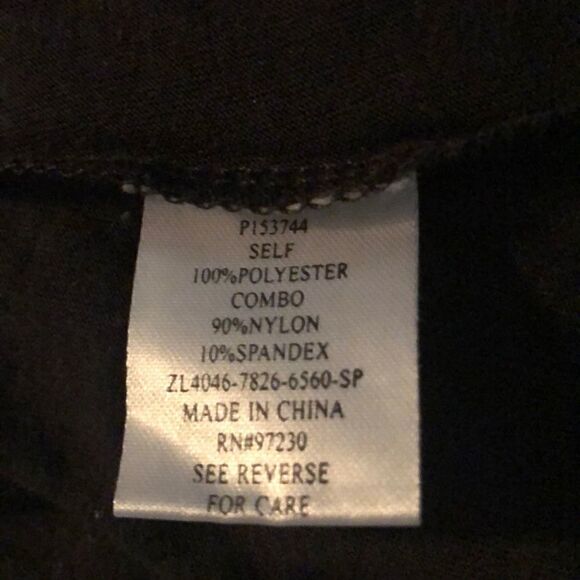 P153744
SELF
100%POLYESTER
COMBO
90%NYLON
10%SPANDEX
ZL4046-7826-6560-SP
MADE IN CHINA
RN#97230
SEE REVERSE
FOR CARE